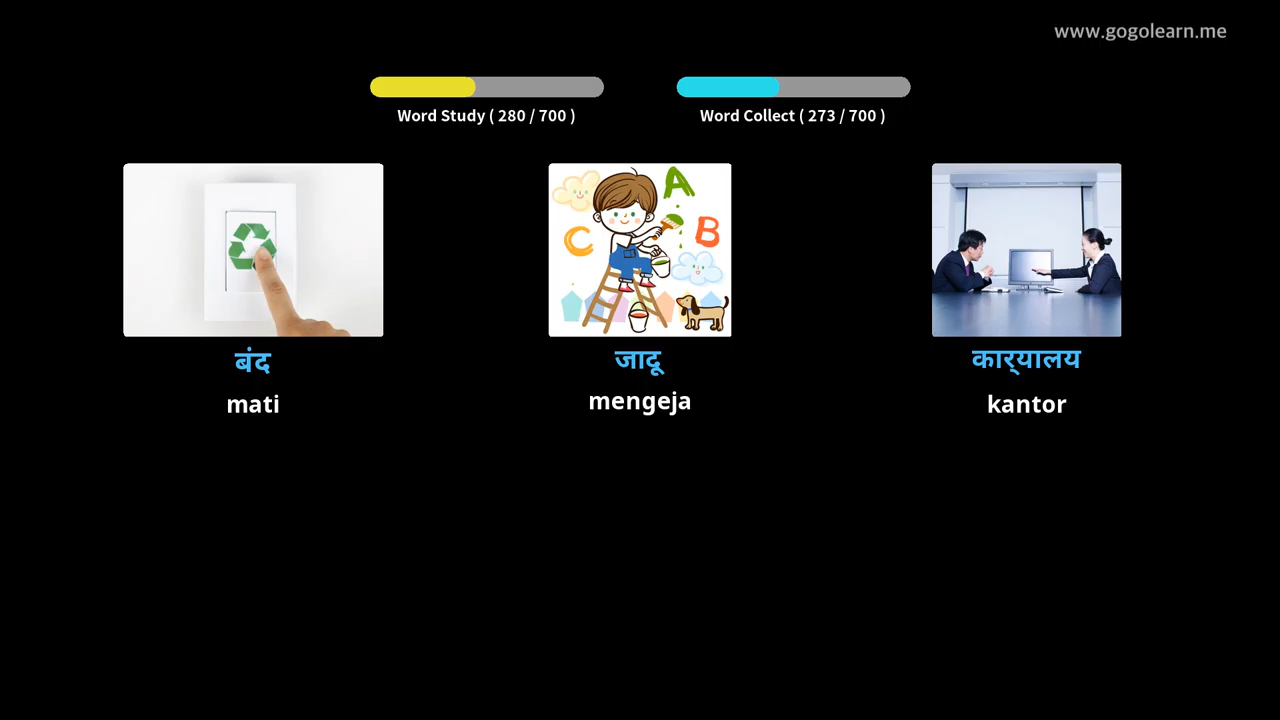 www.gogolearn.me
Word Study ( 280 / 700 )
Word Collect ( 273 / 700 )
A
B
C
बंद
जादू
कार्‍यालय
mati
mengeja
kantor